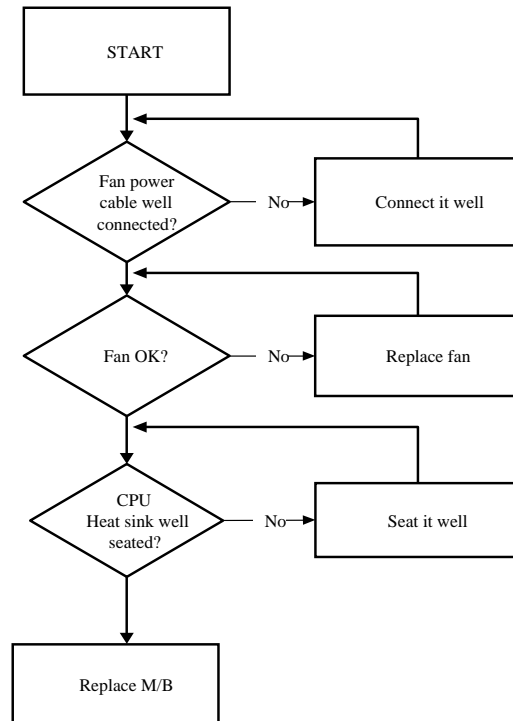 START
Fan power
cable well
connected?
No
Connect it well
Fan OK?
No
Replace fan
CPU
Heat sink well
seated?
No
Seat it well
Replace M/B